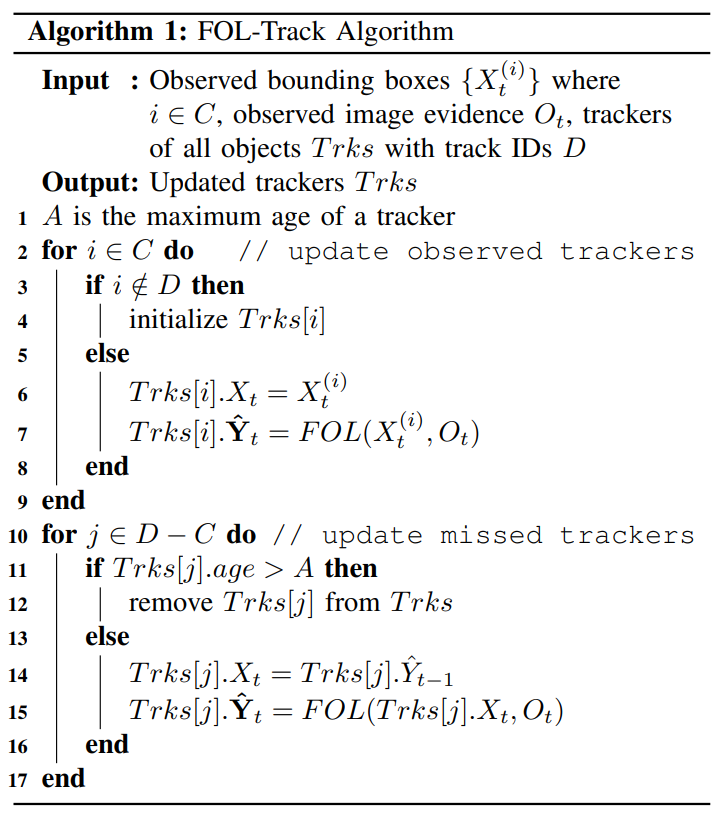 Algorithm 1: FOL-Track Algorithm
Input : Observed bounding boxes {X_t^{(i)}} where
i ∈ C, observed image evidence O_t, trackers
of all objects Trks with track IDs D
Output: Updated trackers Trks
1 A is the maximum age of a tracker
2 for i ∈ C do // update observed trackers
3 if i ∉ D then
4 initialize Trks[i]
5 else
6 Trks[i].X_t = X_t^{(i)}
7 Trks[i].Ŷ_t = FOL(X_t^{(i)}, O_t)
8 end
9 end
10 for j ∈ D − C do // update missed trackers
11 if Trks[j].age > A then
12 remove Trks[j] from Trks
13 else
14 Trks[j].X_t = Trks[j].Ŷ_{t−1}
15 Trks[j].Ŷ_t = FOL(Trks[j].X_t, O_t)
16 end
17 end